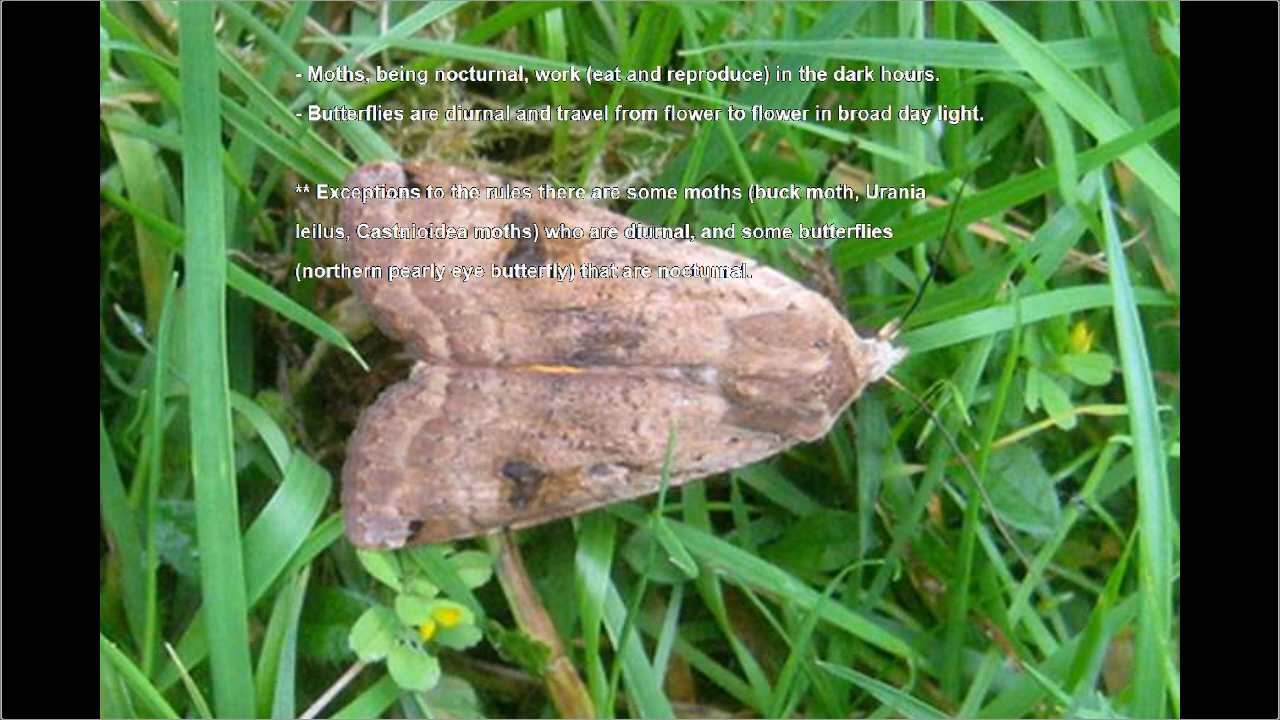 - Moths, being nocturnal, work (eat and reproduce) in the dark hours.
- Butterflies are diurnal and travel from flower to flower in broad day light.
** Exceptions to the rules there are some moths (buck moth, Urania
leilus, Castnioidea moths) who are diurnal, and some butterflies
(northern pearly eye butterfly) that are nocturnal.